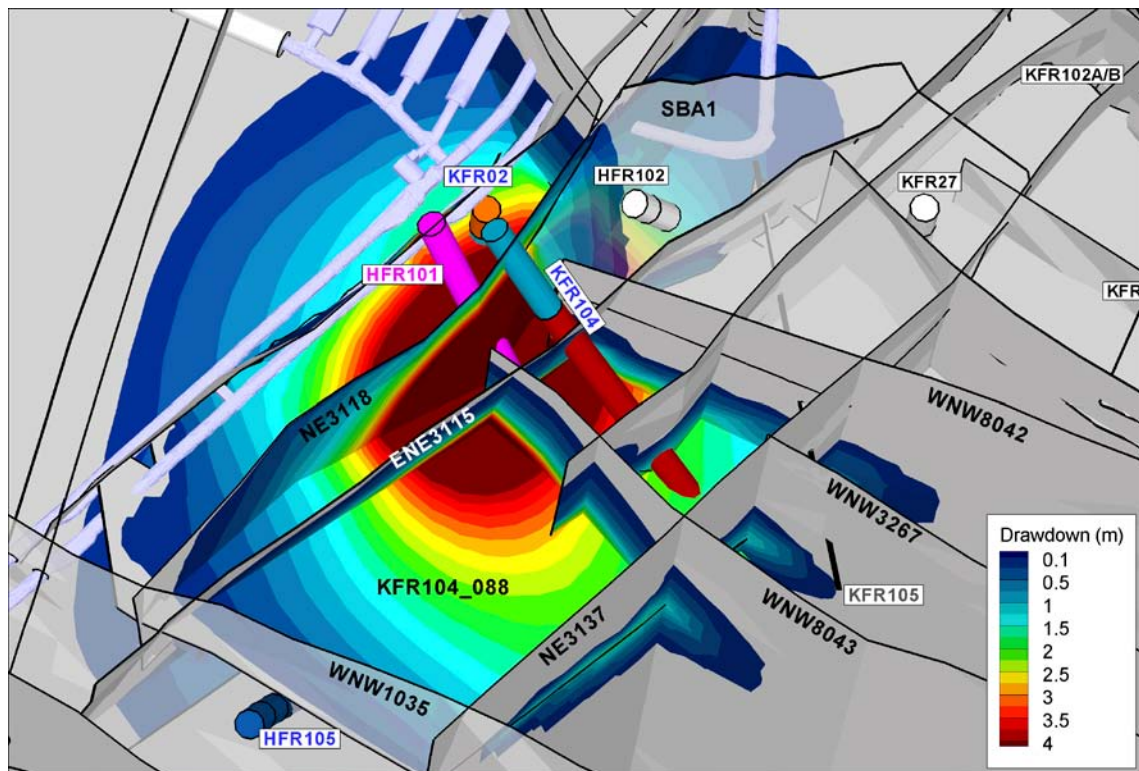 KFR102A/B
SBA1
KFR02
HFR102
KFR27
HFR101
KFR104
KFR
NE3118
ENE3115
WNW8042
WNW3267
KFR104_088
KFR105
NE3137
WNW8043
WNW1035
HFR105
Drawdown (m)
0.1
0.5
1
1.5
2
2.5
3
3.5
4